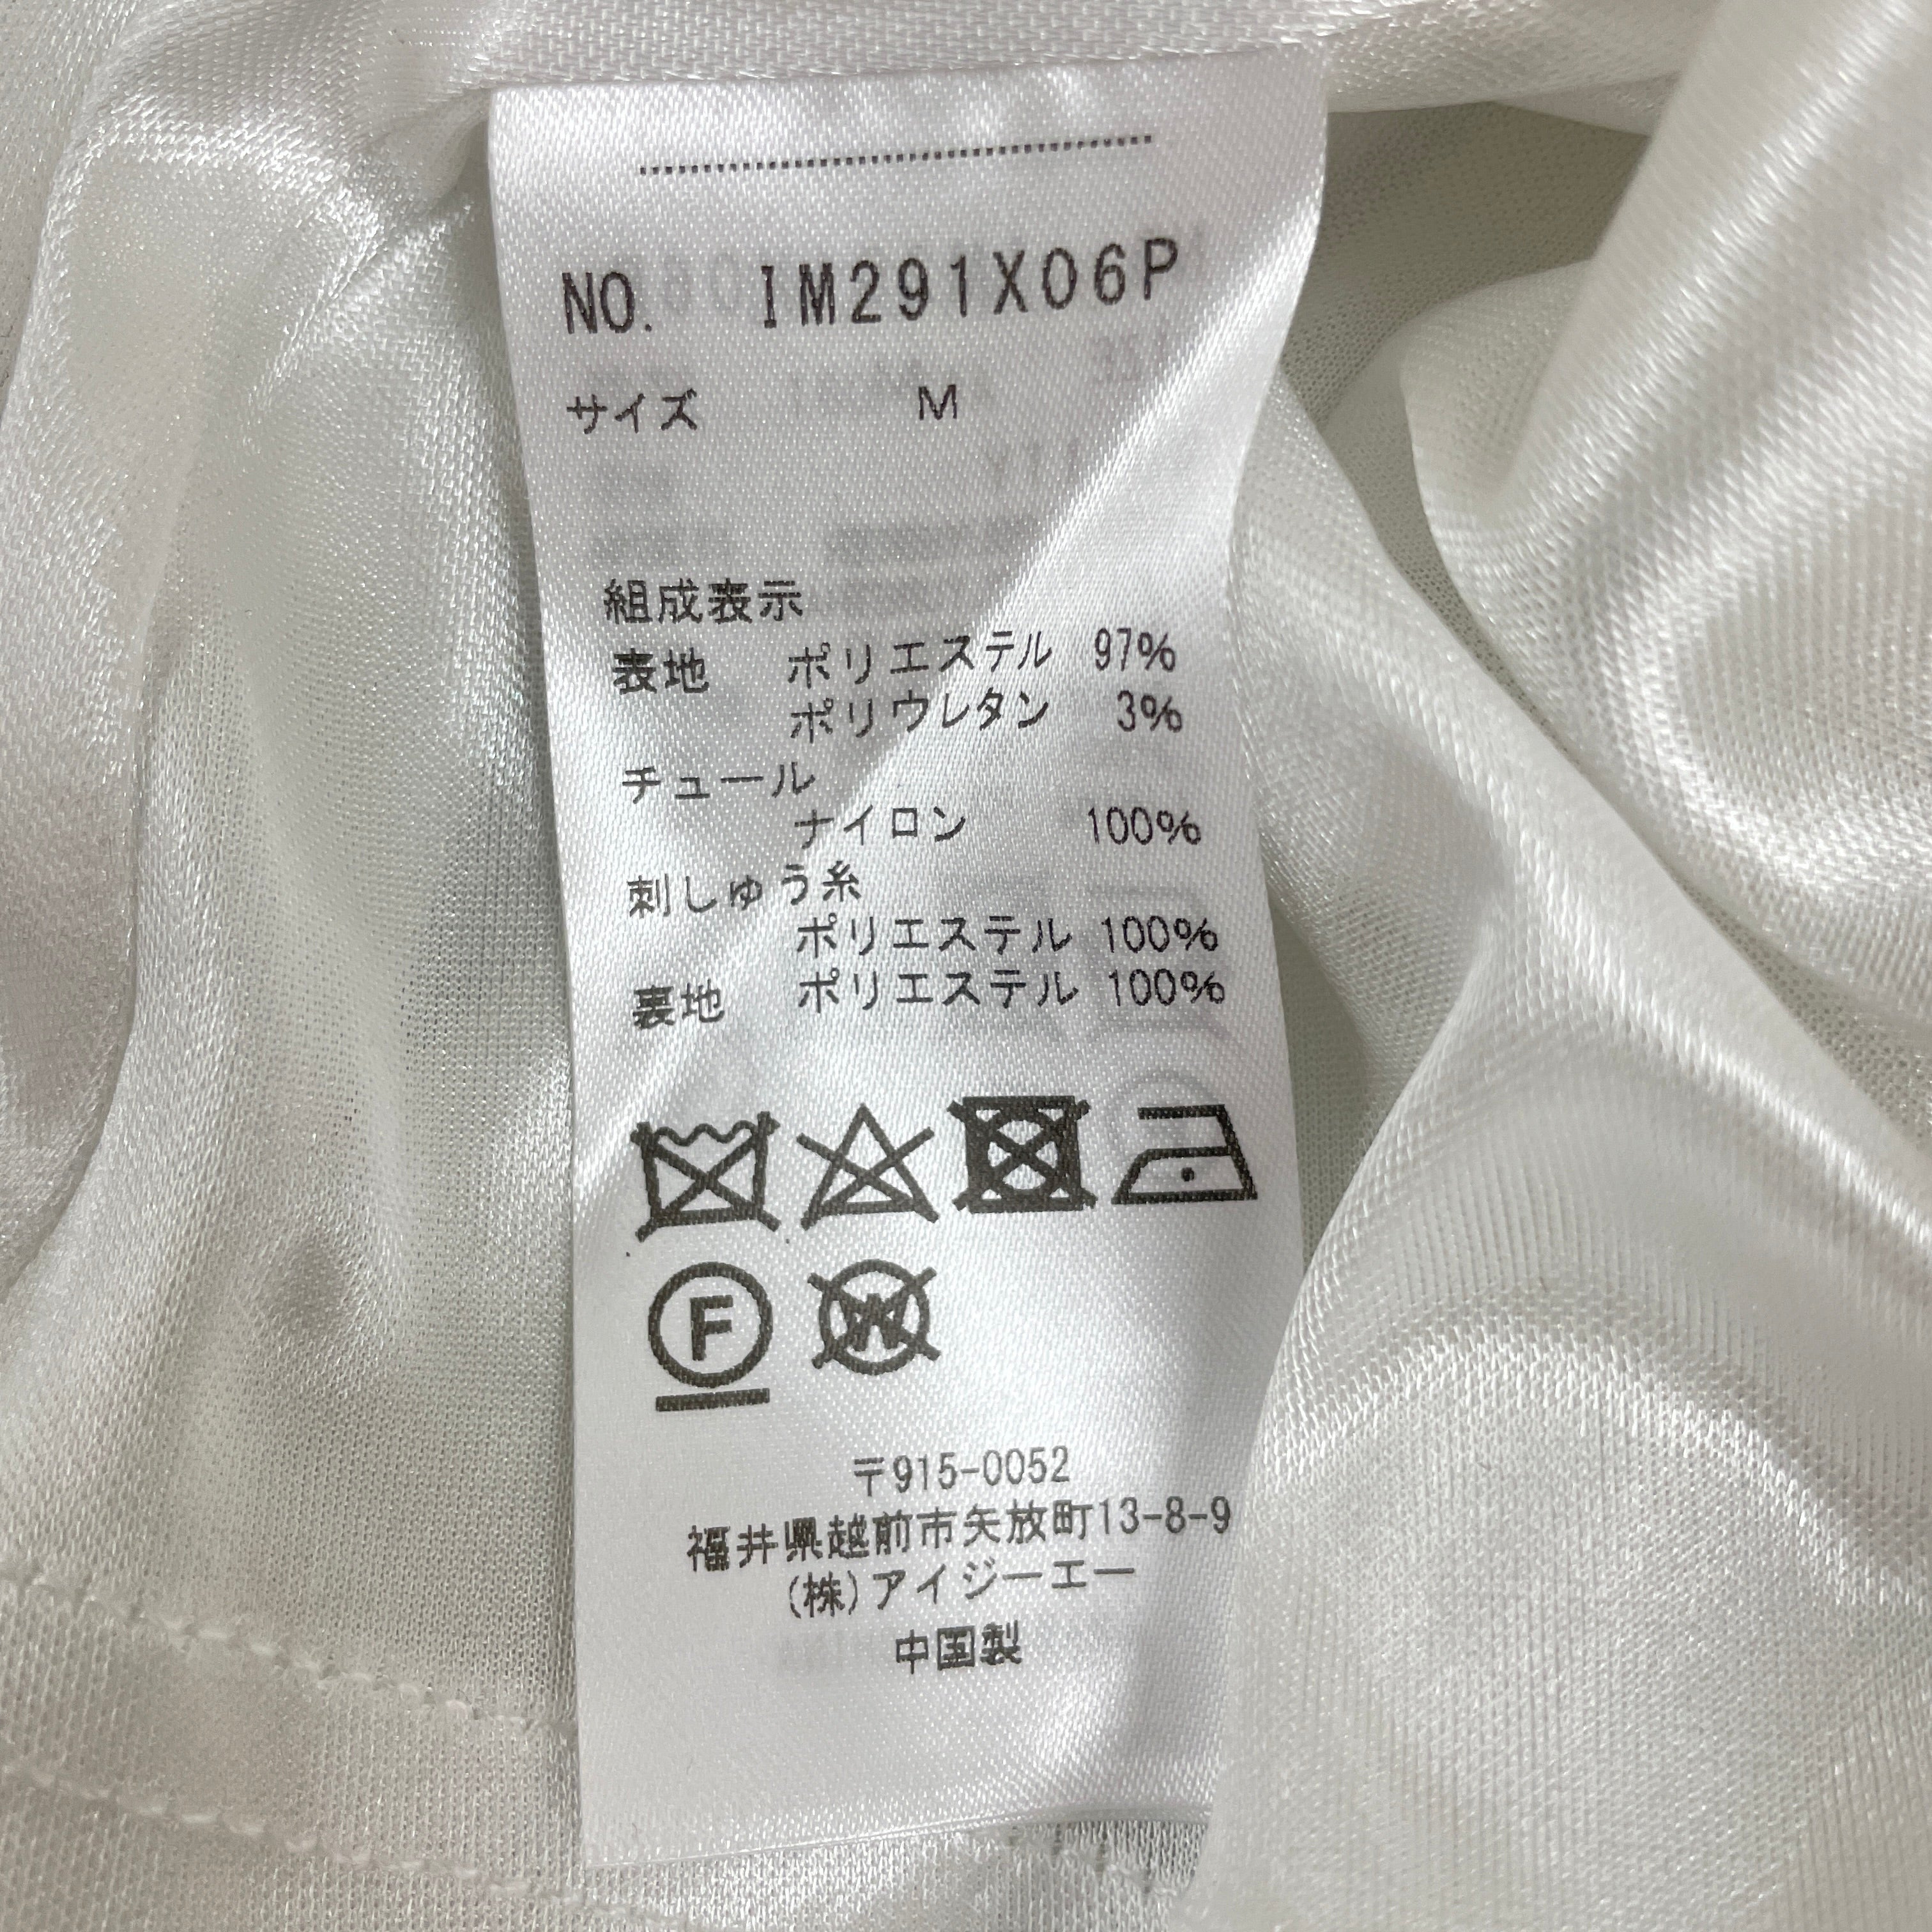 NO. IM291X06P
サイズ M
組成表示
表地 ポリエステル 97%
ポリウレタン 3%
チュール
ナイロン 100%
刺しゅう糸
ポリエステル 100%
裏地 ポリエステル 100%
F W
〒915-0052
福井県越前市矢放町13-8-9
(株)アイジーエー
中国製